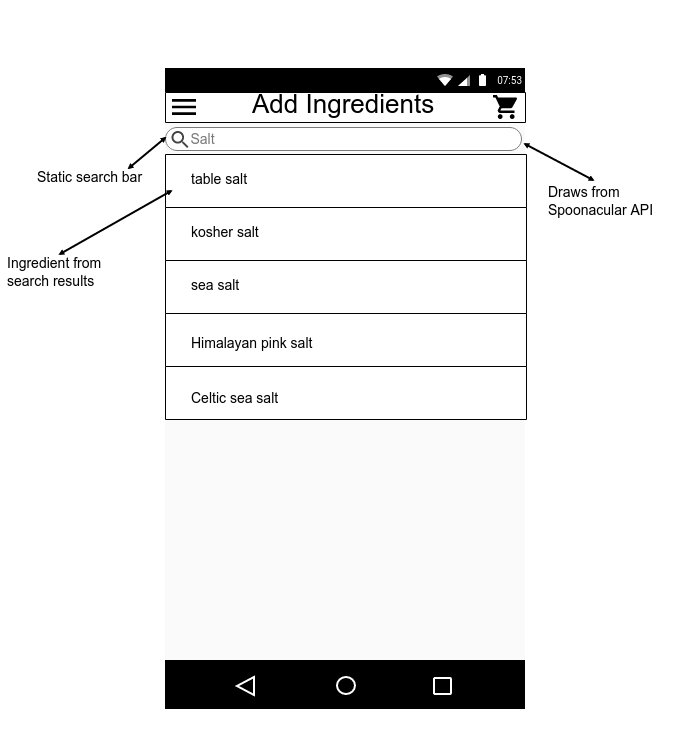 07:53
Add Ingredients
Salt
Static search bar
table salt
Draws from
Spoonacular API
kosher salt
Ingredient from
search results
sea salt
Himalayan pink salt
Celtic sea salt